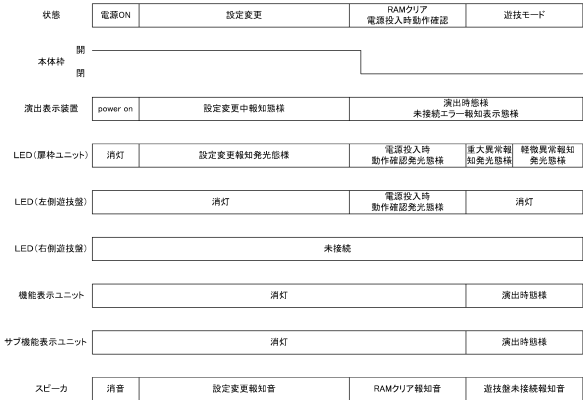 状態 電源ON 設定変更 RAMクリア 遊技モード
電源投入時動作確認
本体枠 開
閉
演出表示装置 power on 設定変更中報知態様 演出時態様
未接続エラー報知表示態様
LED(扉枠ユニット) 消灯 設定変更報知発光態様 電源投入時 重大異常報 軽微異常報知
動作確認発光態様 知発光態様 発光態様
LED(左側遊技盤) 消灯 電源投入時 消灯
動作確認発光態様
LED(右側遊技盤) 未接続
機能表示ユニット 消灯 演出時態様
サブ機能表示ユニット 消灯 演出時態様
スピーカ 消音 設定変更報知音 RAMクリア報知音 遊技盤未接続報知音